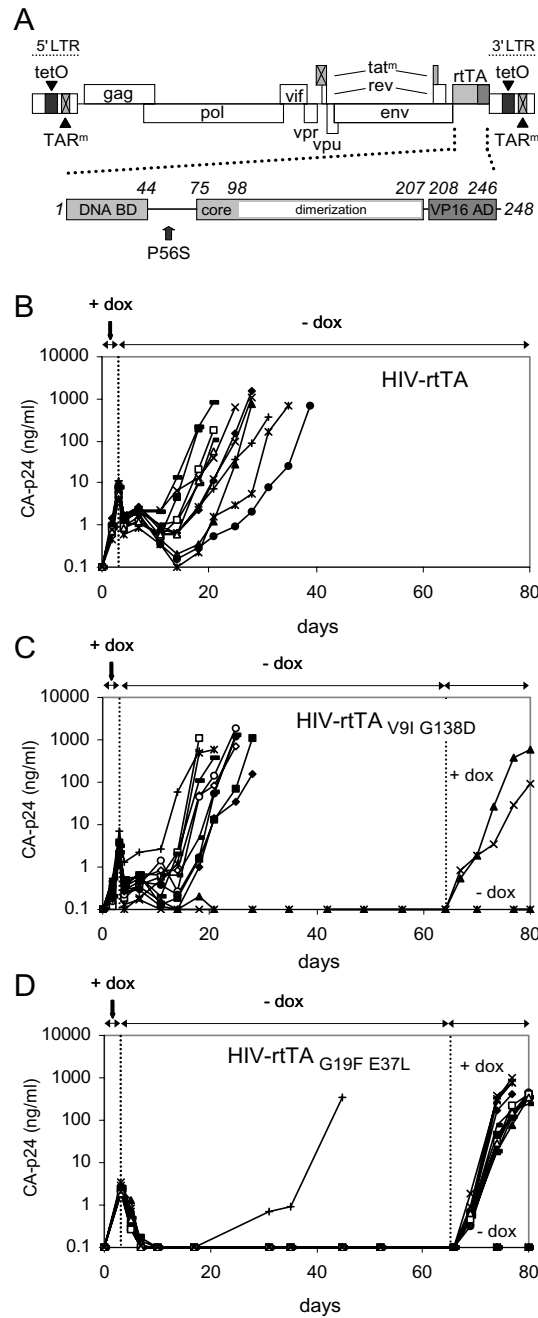 A
5' LTR
3' LTR
tetO
tatᵐ
rtTA
tetO
gag
vif
rev
pol
env
vpr
TARᵐ
vpu
TARᵐ
1
44
75
98
207
208
246
248
DNA BD
core
dimerization
VP16 AD
P56S
B
+ dox
- dox
HIV-rtTA
CA-p24 (ng/ml)
10000
1000
100
10
1
0.1
0
20
40
60
80
days
C
+ dox
- dox
HIV-rtTA V9I G138D
CA-p24 (ng/ml)
10000
1000
100
10
1
0.1
+ dox
- dox
0
20
40
60
80
days
D
+ dox
- dox
HIV-rtTA G19F E37L
CA-p24 (ng/ml)
10000
1000
100
10
1
0.1
+ dox
- dox
0
20
40
60
80
days